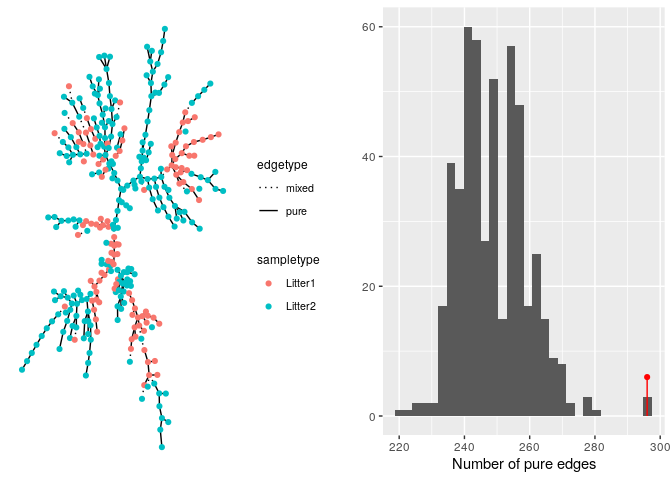 edgetype
mixed
pure
sampletype
Litter1
Litter2
60
40
20
0
220 240 260 280 300
Number of pure edges